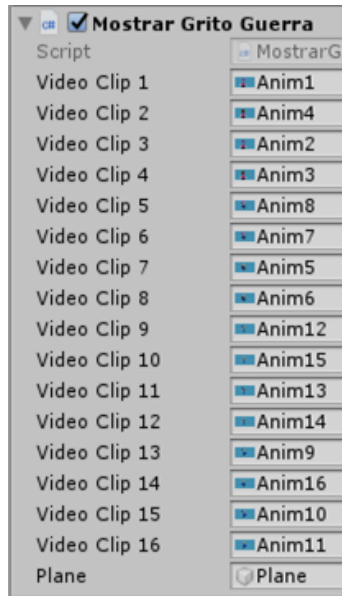 Mostrar Grito Guerra
Script MostrarG
Video Clip 1 Anim1
Video Clip 2 Anim4
Video Clip 3 Anim2
Video Clip 4 Anim3
Video Clip 5 Anim8
Video Clip 6 Anim7
Video Clip 7 Anim5
Video Clip 8 Anim6
Video Clip 9 Anim12
Video Clip 10 Anim15
Video Clip 11 Anim13
Video Clip 12 Anim14
Video Clip 13 Anim9
Video Clip 14 Anim16
Video Clip 15 Anim10
Video Clip 16 Anim11
Plane Plane